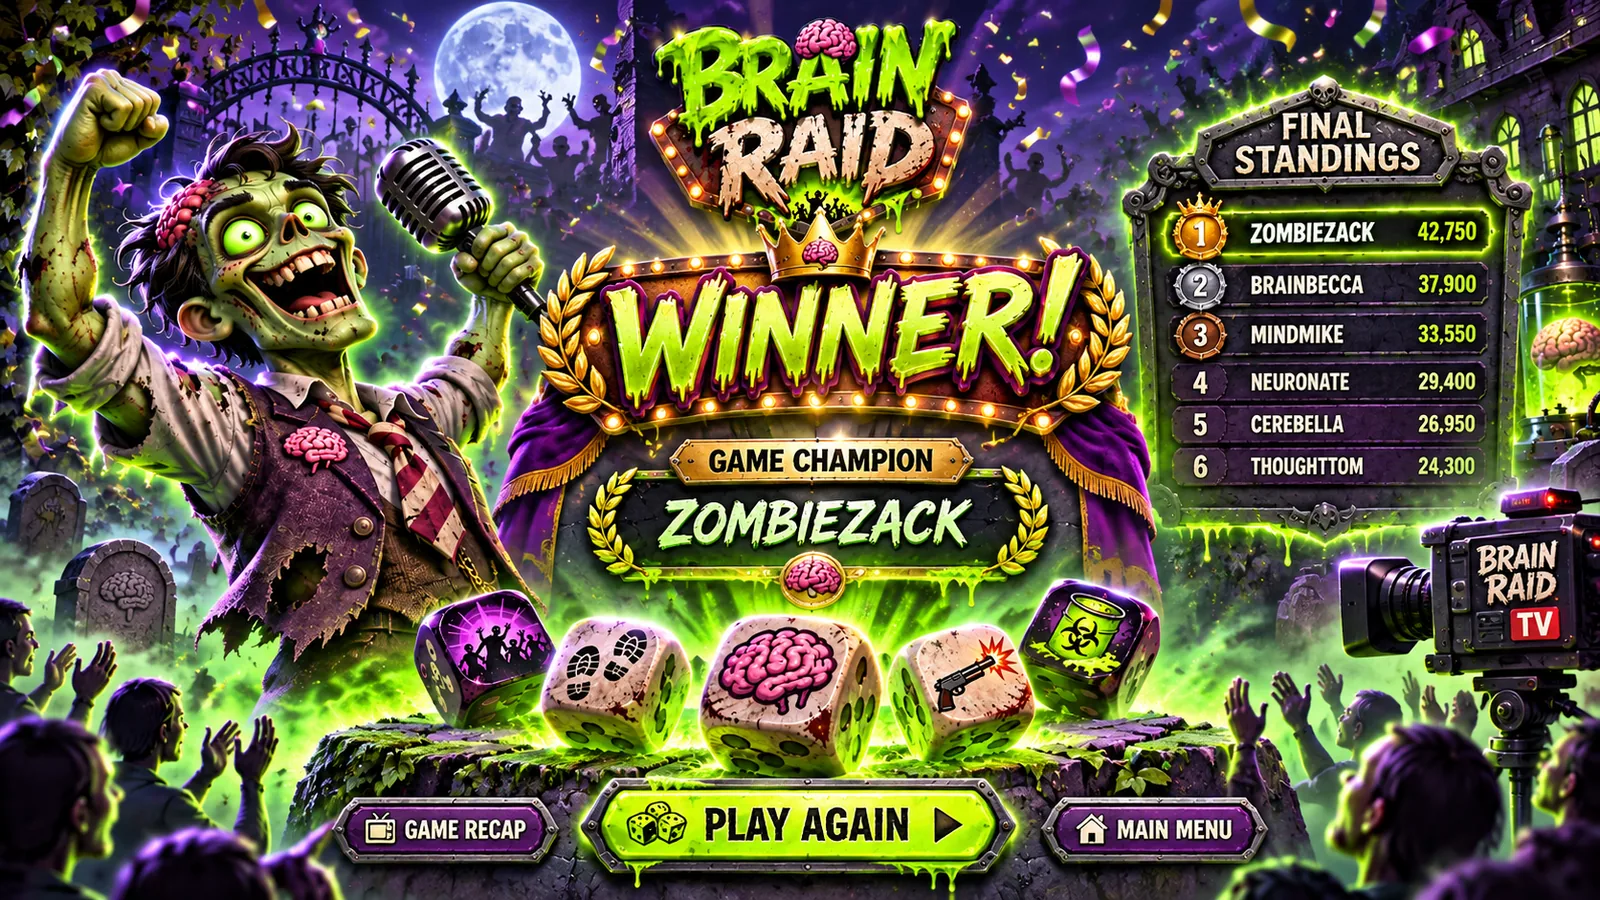 BRAIN
RAID
WINNER!
GAME CHAMPION
ZOMBIEZACK
FINAL
STANDINGS
1 ZOMBIEZACK 42,750
2 BRAINBECCA 37,900
3 MINDMIKE 33,550
4 NEURONATE 29,400
5 CEREBELLA 26,950
6 THOUGHTTOM 24,300
BRAIN
RAID
TV
GAME RECAP
PLAY AGAIN
MAIN MENU